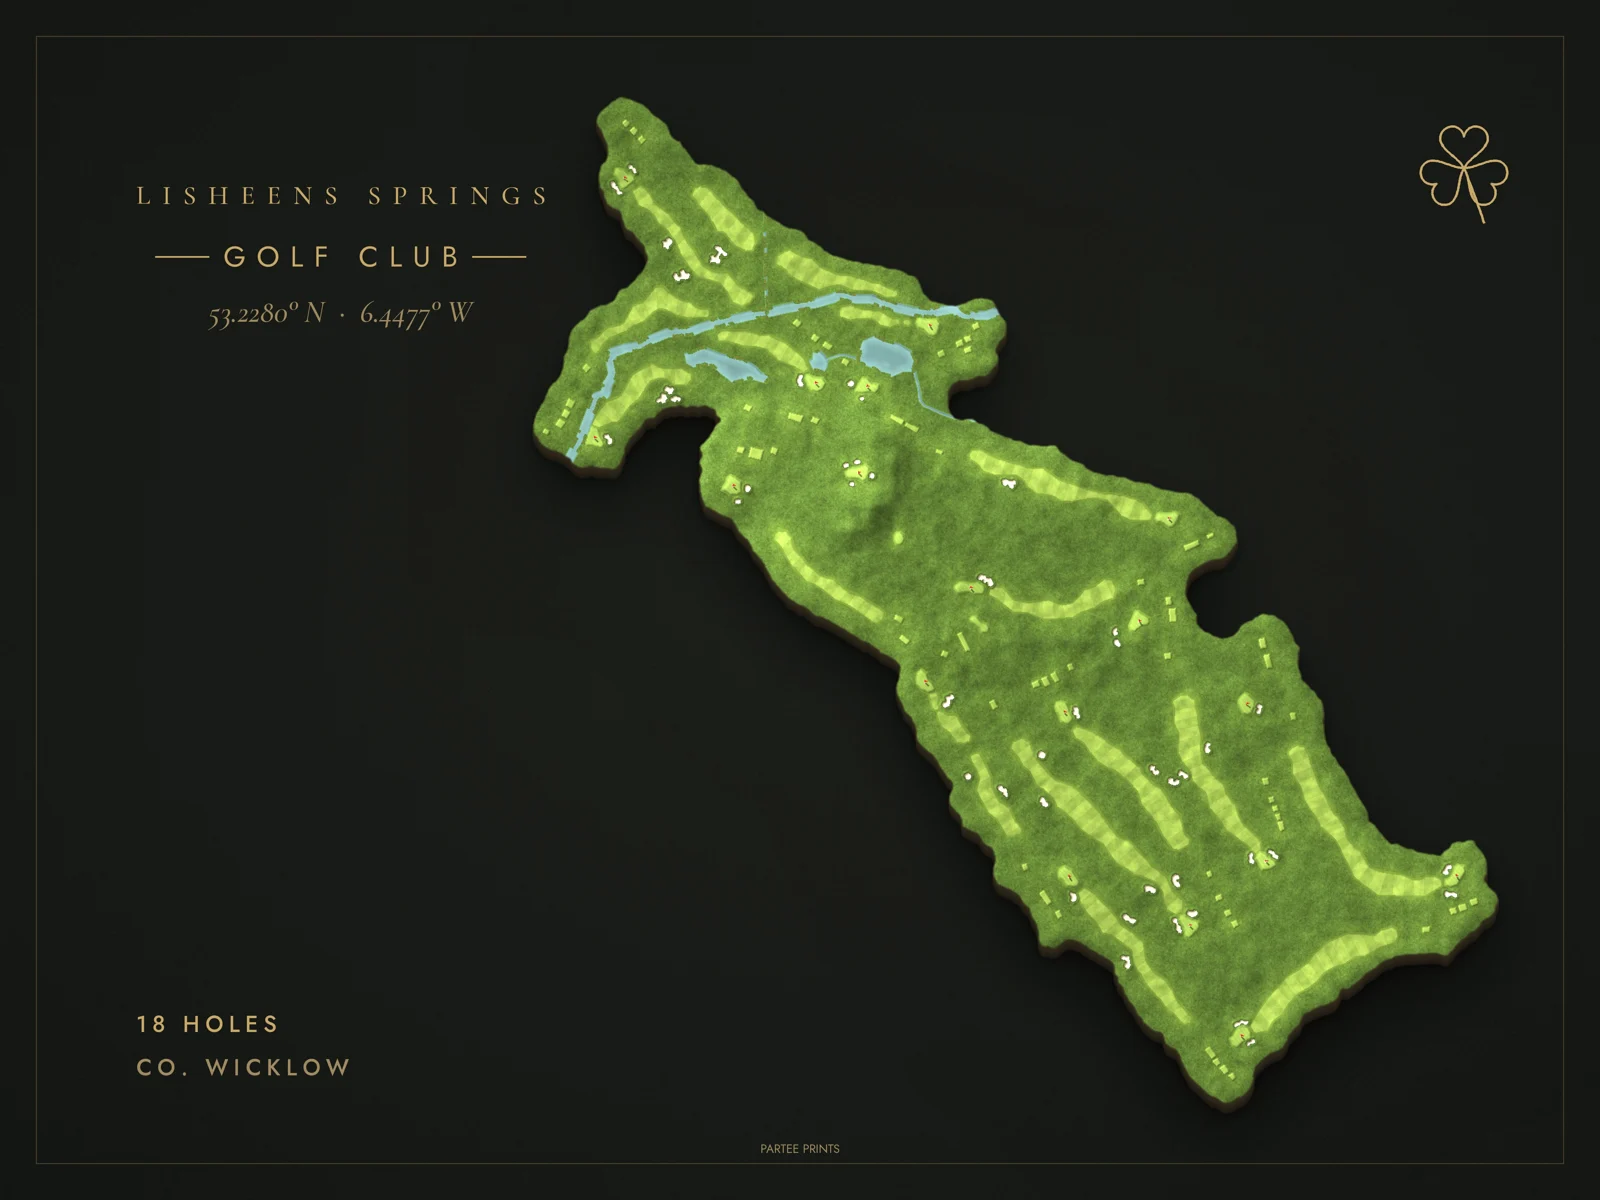 LISHEENS SPRINGS
GOLF CLUB
53.2280° N · 6.4477° W
18 HOLES
CO. WICKLOW
PARTEE PRINTS